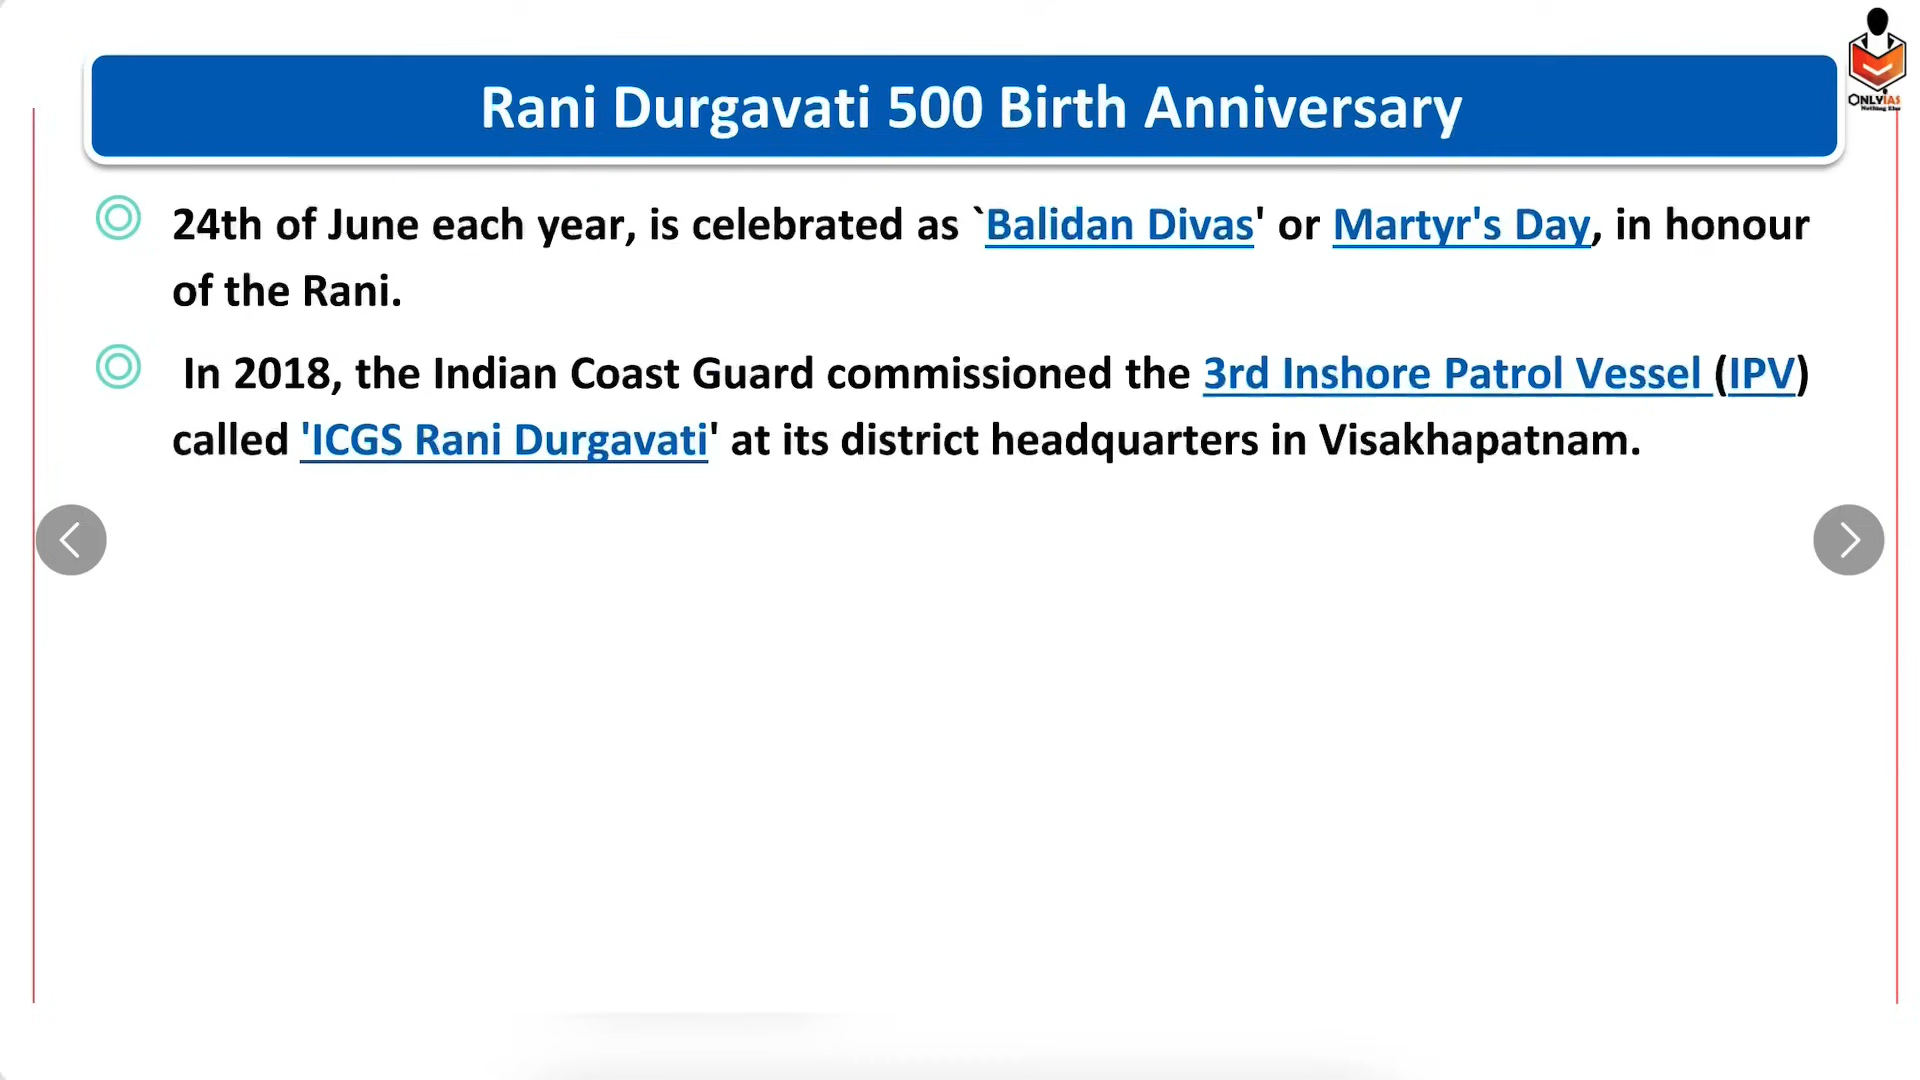 Rani Durgavati 500 Birth Anniversary
ONLYIAS
Nothing Else
24th of June each year, is celebrated as `Balidan Divas' or Martyr's Day, in honour
of the Rani.
In 2018, the Indian Coast Guard commissioned the 3rd Inshore Patrol Vessel (IPV)
called 'ICGS Rani Durgavati' at its district headquarters in Visakhapatnam.